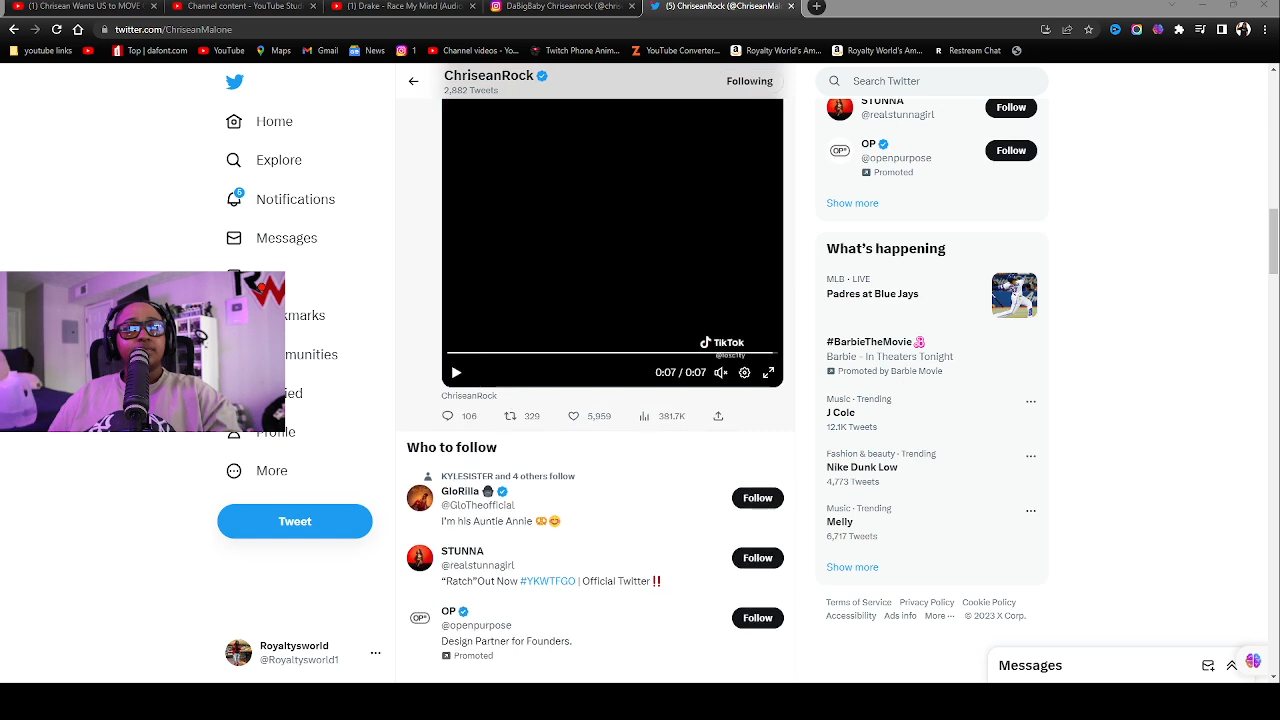 (1) Chrisean Wants US to MOVE
Channel content - YouTube Stud
(1) Drake - Race My Mind (Audio
DaBigBaby Chriseanrock (@chris
(5) ChriseanRock (@ChriseanMal
twitter.com/ChriseanMalone
youtube links
Top | dafont.com
YouTube
Maps
Gmail
News
1
Channel videos - Yo...
Twitch Phone Anim...
YouTube Converter...
Royalty World's Am...
Royalty World's Am...
Restream Chat
ChriseanRock
2,882 Tweets
Following
Home
Explore
6
Notifications
Messages
Profile
More
Tweet
Royaltysworld
@Royaltysworld1
TikTok
0:07 / 0:07
ChriseanRock
106
329
5,959
381.7K
Who to follow
KYLESISTER and 4 others follow
GloRilla
@GloTheofficial
I'm his Auntie Annie
Follow
STUNNA
@realstunnagirl
“Ratch”Out Now #YKWTFGO | Official Twitter
Follow
OP
@openpurpose
Design Partner for Founders.
Promoted
Follow
Search Twitter
STUNNA
@realstunnagirl
Follow
OP
@openpurpose
Promoted
Follow
Show more
What's happening
MLB · LIVE
Padres at Blue Jays
#BarbieTheMovie
Barbie - In Theaters Tonight
Promoted by Barbie Movie
Music · Trending
J Cole
12.1K Tweets
Fashion & beauty · Trending
Nike Dunk Low
4,773 Tweets
Music · Trending
Melly
6,717 Tweets
Show more
Terms of Service Privacy Policy Cookie Policy
Accessibility Ads info More ··· © 2023 X Corp.
Messages